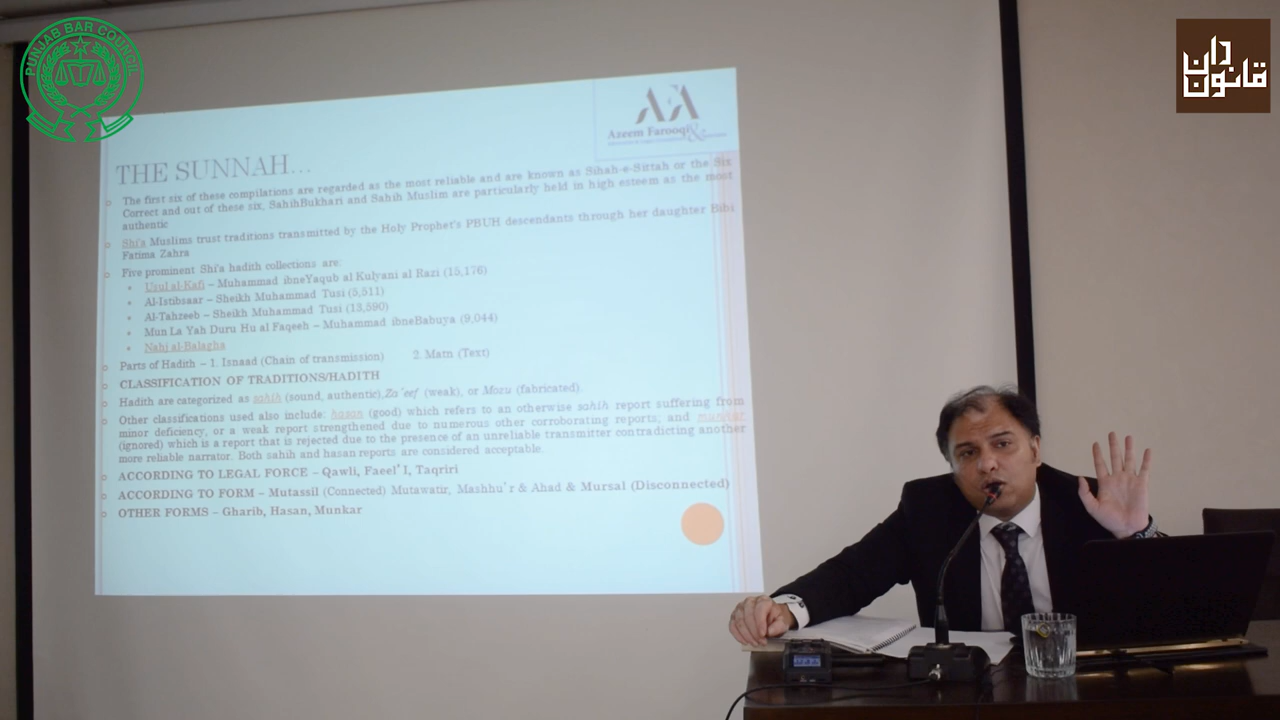 PUNJAB BAR COUNCIL
قانون دان
AFA
Azeem Farooqi &
THE SUNNAH...
The first six of these compilations are regarded as the most reliable and are known as Sihah-e-Sittah or the Six
Correct and out of these six, SahihBukhari and Sahih Muslim are particularly held in high esteem as the most
authentic
Shi'a Muslims trust traditions transmitted by the Holy Prophet's PBUH descendants through her daughter Bibi
Fatima Zahra
Five prominent Shi'a hadith collections are:
Usul al-Kafi – Muhammad ibneYaqub al Kulyani al Razi (15,176)
Al-Istibsaar – Sheikh Muhammad Tusi (5,511)
Al-Tahzeeb – Sheikh Muhammad Tusi (13,590)
Mun La Yah Duru Hu al Faqeeh – Muhammad ibneBabuya (9,044)
Nahj al-Balagha
Parts of Hadith – 1. Isnaad (Chain of transmission) 2. Matn (Text)
CLASSIFICATION OF TRADITIONS/HADITH
Hadith are categorized as sahih (sound, authentic),Za'eef (weak), or Mozu (fabricated).
Other classifications used also include: hasan (good) which refers to an otherwise sahih report suffering from
minor deficiency, or a weak report strengthened due to numerous other corroborating reports; and munkar
(ignored) which is a report that is rejected due to the presence of an unreliable transmitter contradicting another
more reliable narrator. Both sahih and hasan reports are considered acceptable.
ACCORDING TO LEGAL FORCE – Qawli, Faeel'I, Taqriri
ACCORDING TO FORM – Mutassil (Connected) Mutawatir, Mashhu'r & Ahad & Mursal (Disconnected)
OTHER FORMS – Gharib, Hasan, Munkar